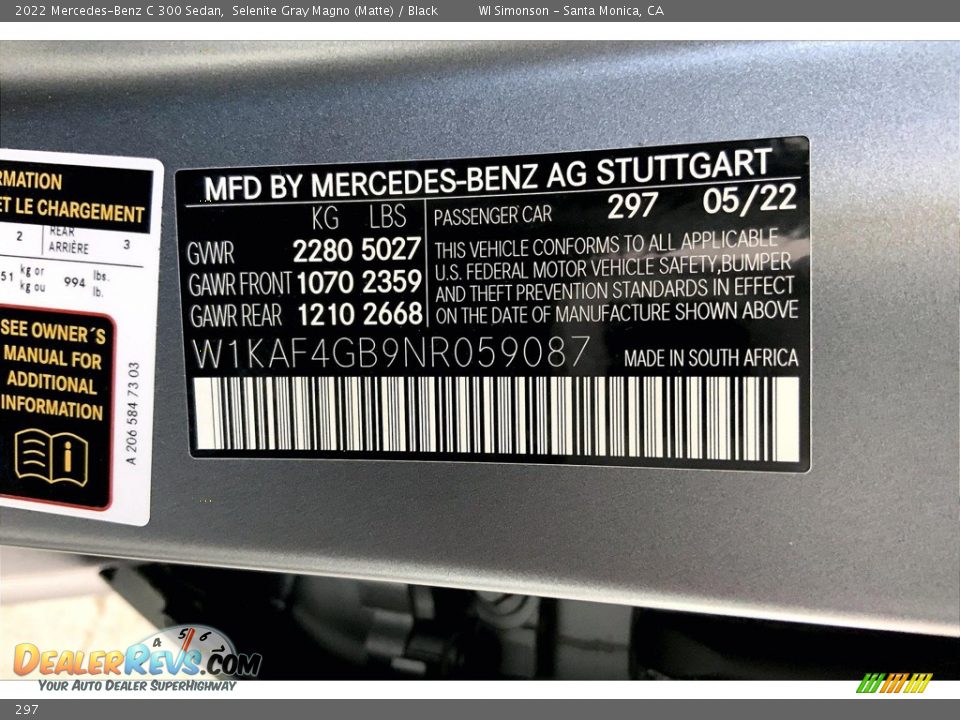 2022 Mercedes-Benz C 300 Sedan, Selenite Gray Magno (Matte) / Black WI Simonson - Santa Monica, CA
RMATION
ET LE CHARGEMENT
2 REAR ARRIÈRE 3
51 kg or kg ou 994 lbs. lb.
SEE OWNER´S
MANUAL FOR
ADDITIONAL
INFORMATION
i
A 206 584 73 03
MFD BY MERCEDES-BENZ AG STUTTGART
KG LBS
GVWR 2280 5027
GAWR FRONT 1070 2359
GAWR REAR 1210 2668
PASSENGER CAR 297 05/22
THIS VEHICLE CONFORMS TO ALL APPLICABLE
U.S. FEDERAL MOTOR VEHICLE SAFETY,BUMPER
AND THEFT PREVENTION STANDARDS IN EFFECT
ON THE DATE OF MANUFACTURE SHOWN ABOVE
W1KAF4GB9NR059087 MADE IN SOUTH AFRICA
4 5 6
DEALERREVS.COM
YOUR AUTO DEALER SUPERHIGHWAY
297